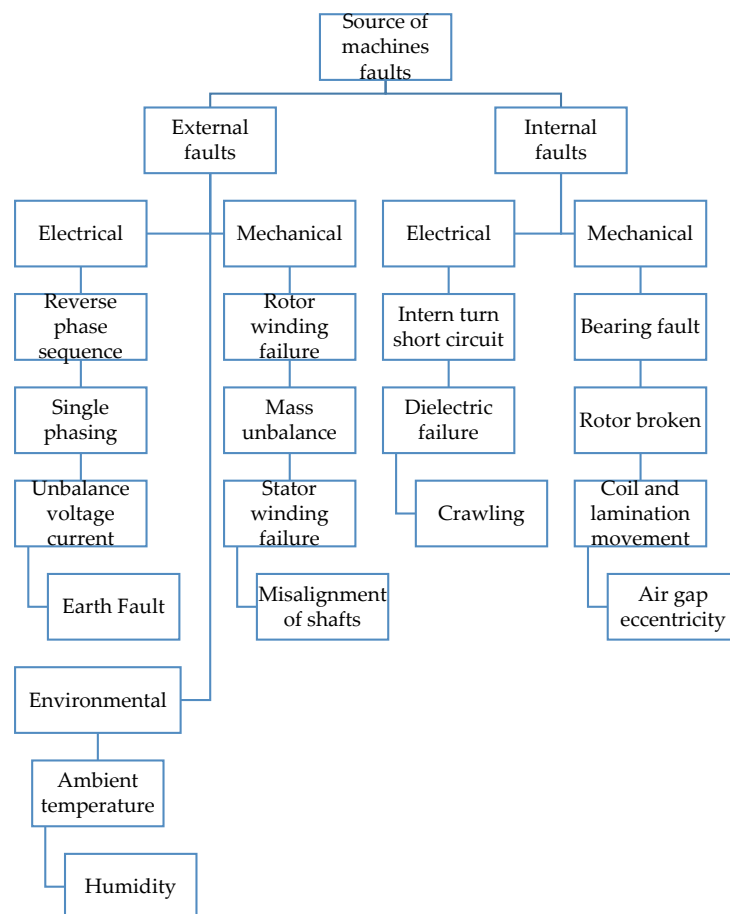 Source of
machines
faults
External
faults
Internal
faults
Electrical
Mechanical
Electrical
Mechanical
Reverse
phase
sequence
Rotor
winding
failure
Intern turn
short circuit
Bearing fault
Single
phasing
Mass
unbalance
Dielectric
failure
Rotor broken
Unbalance
voltage
current
Stator
winding
failure
Crawling
Coil and
lamination
movement
Earth Fault
Misalignment
of shafts
Air gap
eccentricity
Environmental
Ambient
temperature
Humidity